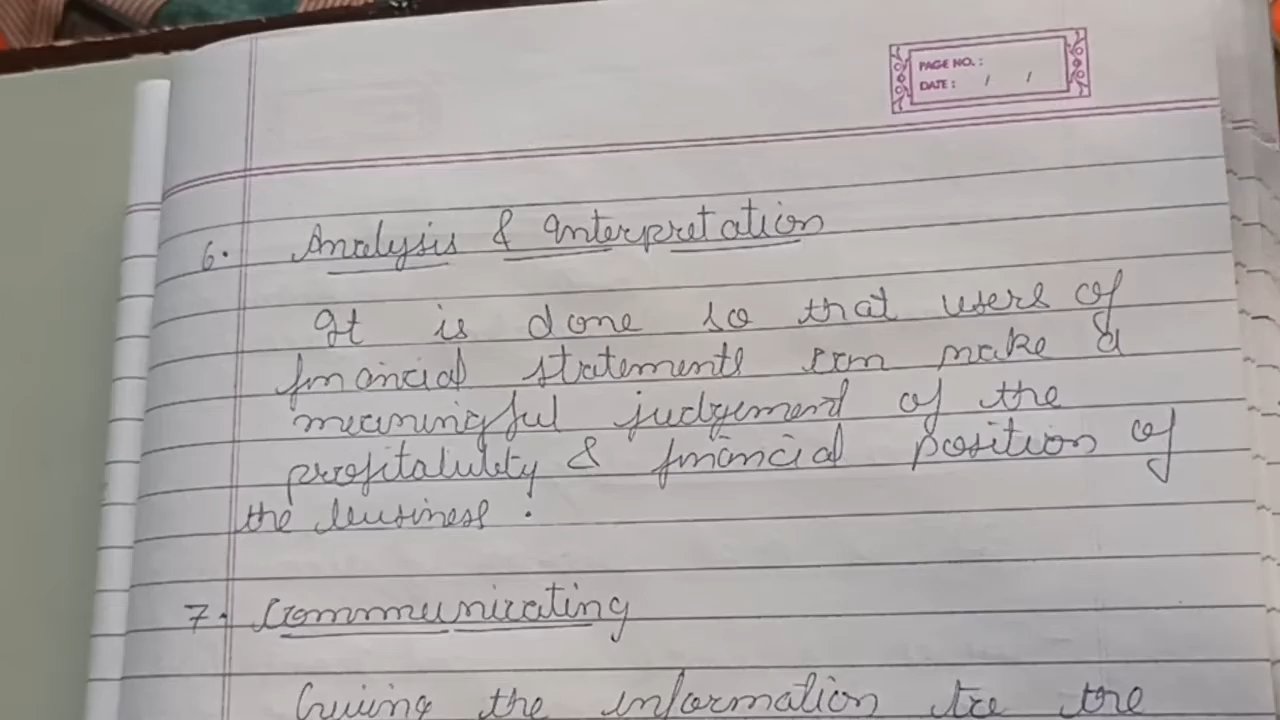 PAGE NO. :
DATE : / /
6. Analysis & Interpretation
It is done so that users of
financial statements can make a
meaningful judgement of the
profitability & financial position of
the business.
7. Communicating
Giving the information to the